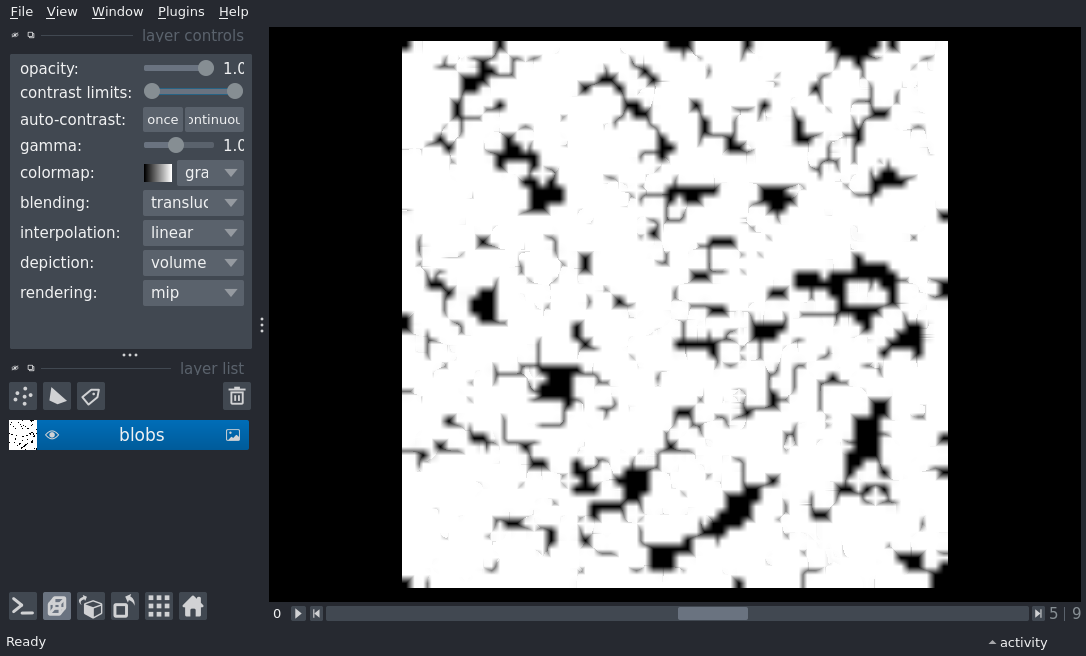 File View Window Plugins Help
layer controls
opacity: 1.0
contrast limits:
auto-contrast: once ontinuou
gamma: 1.0
colormap: gra
blending: transluc
interpolation: linear
depiction: volume
rendering: mip
layer list
blobs
0 5 | 9
Ready activity